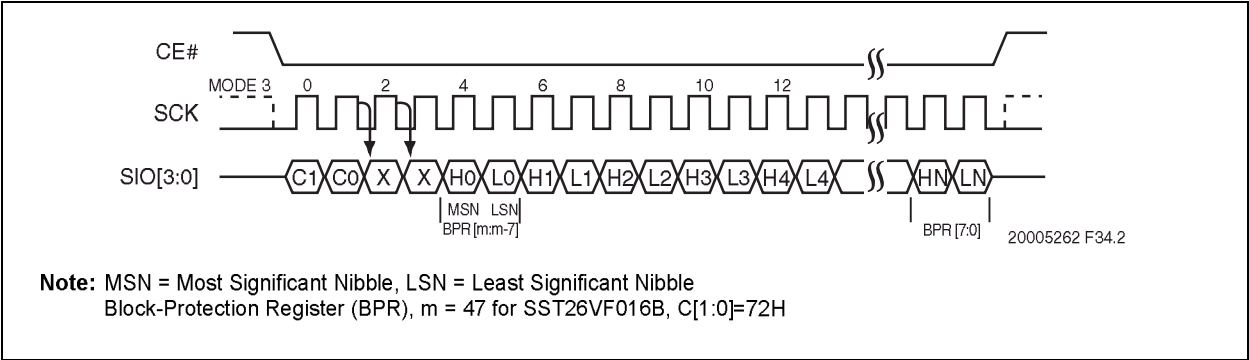 CE#
MODE 3 0 2 4 6 8 10 12
SCK
SIO[3:0] C1 C0 X X H0 L0 H1 L1 H2 L2 H3 L3 H4 L4 HN LN
MSN LSN
BPR [m:m-7] BPR [7:0]
20005262 F34.2
Note: MSN = Most Significant Nibble, LSN = Least Significant Nibble
Block-Protection Register (BPR), m = 47 for SST26VF016B, C[1:0]=72H